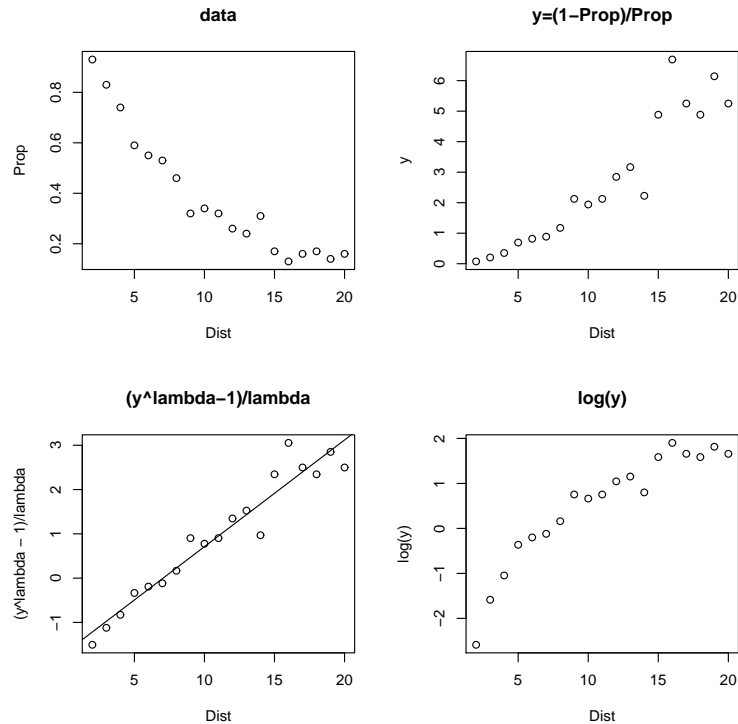 data
Prop
0.2 0.4 0.6 0.8
5 10 15 20
Dist
y=(1−Prop)/Prop
y
0 1 2 3 4 5 6
5 10 15 20
Dist
(y^lambda−1)/lambda
(y^lambda − 1)/lambda
−1 0 1 2 3
5 10 15 20
Dist
log(y)
log(y)
−2 −1 0 1 2
5 10 15 20
Dist